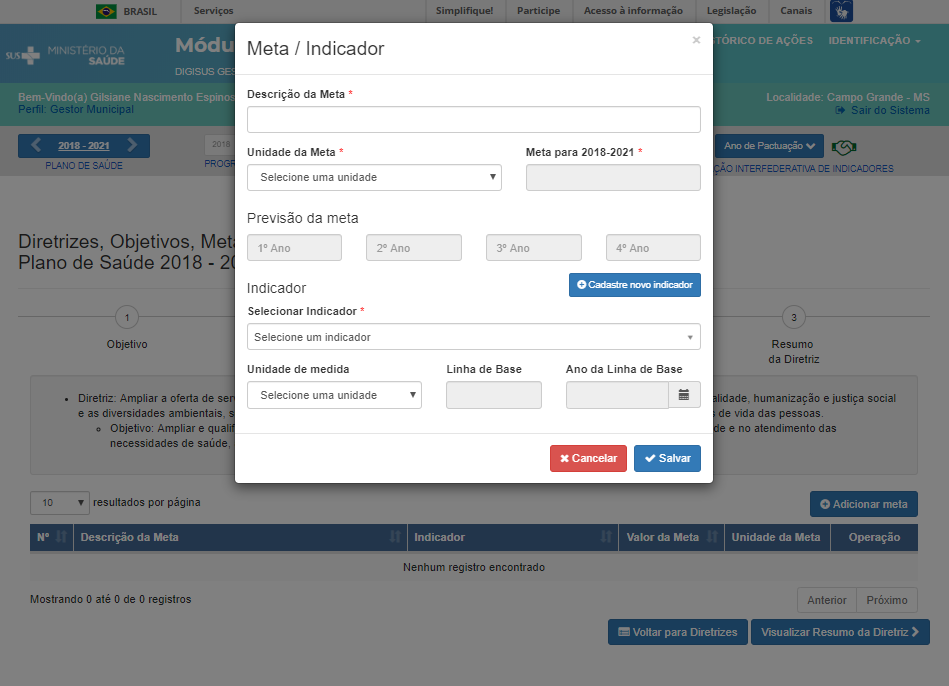 BRASIL
Serviços
Simplifique!
Participe
Acesso à informação
Legislação
Canais
SUS
MINISTÉRIO DA
SAÚDE
Módu
DIGISUS GES
TÓRICO DE AÇÕES
IDENTIFICAÇÃO
Bem-Vindo(a) Gilsiane Nascimento Espinos
Perfil: Gestor Municipal
Localidade: Campo Grande - MS
Sair do Sistema
2018 - 2021
PLANO DE SAÚDE
2018
PROGR
Ano de Pactuação
ÇÃO INTERFEDERATIVA DE INDICADORES
Diretrizes, Objetivos, Meta
Plano de Saúde 2018 - 20
1
Objetivo
3
Resumo
da Diretriz
Diretriz: Ampliar a oferta de ser
alidade, humanização e justiça social
e as diversidades ambientais, s
s de vida das pessoas.
Objetivo: Ampliar e qualif
de e no atendimento das
necessidades de saúde,
Meta / Indicador
×
Descrição da Meta *
Unidade da Meta *
Meta para 2018-2021 *
Selecione uma unidade
Previsão da meta
1º Ano
2º Ano
3º Ano
4º Ano
Indicador
Cadastre novo indicador
Selecionar Indicador *
Selecione um indicador
Unidade de medida
Linha de Base
Ano da Linha de Base
Selecione uma unidade
Cancelar
Salvar
10
resultados por página
Adicionar meta
Nº
Descrição da Meta
Indicador
Valor da Meta
Unidade da Meta
Operação
Nenhum registro encontrado
Mostrando 0 até 0 de 0 registros
Anterior
Próximo
Voltar para Diretrizes
Visualizar Resumo da Diretriz